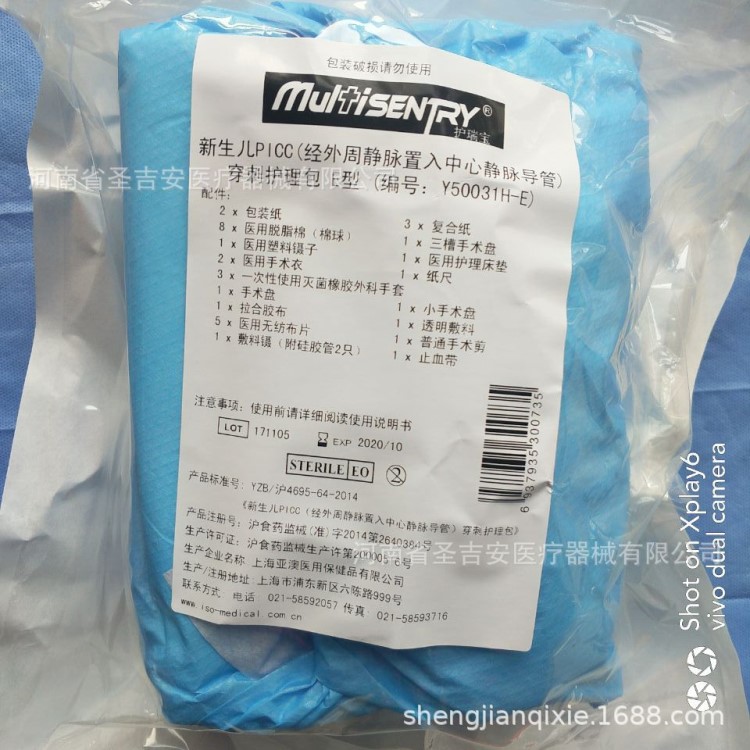 包装破损请勿使用
MultiSENTRY®
护瑞宝
新生儿PICC(经外周静脉置入中心静脉导管)
穿刺护理包 E型 (编号: Y50031H-E)
配件:
2 x 包装纸
8 x 医用脱脂棉（棉球）
1 x 医用塑料镊子
2 x 医用手术衣
3 x 一次性使用灭菌橡胶外科手套
1 x 手术盘
1 x 拉合胶布
5 x 医用无纺布片
1 x 敷料镊（附硅胶管2只）
3 x 复合纸
1 x 三槽手术盘
1 x 医用护理床垫
1 x 纸尺
1 x 小手术盘
1 x 透明敷料
1 x 普通手术剪
1 x 止血带
注意事项: 使用前请详细阅读使用说明书
LOT 171105 EXP 2020/10
STERILE EO 2
6937935300735
产品标准号: YZB/沪4695-64-2014
《新生儿PICC（经外周静脉置入中心静脉导管）穿刺护理包》
产品注册号: 沪食药监械(准)字2014第2640364号
生产许可证: 沪食药监械生产许第20000516号
生产企业名称: 上海亚澳医用保健品有限公司
生产/注册地址: 上海市浦东新区六陈路999号
联系方式 电话: 021-58592057 传真: 021-58593716
www.iso-medical.com.cn
河南省圣吉安医疗器械有限公司
河南省圣吉安医疗器械有限公司
Shot on Xplay6
vivo dual camera
shengjianqixie.1688.com